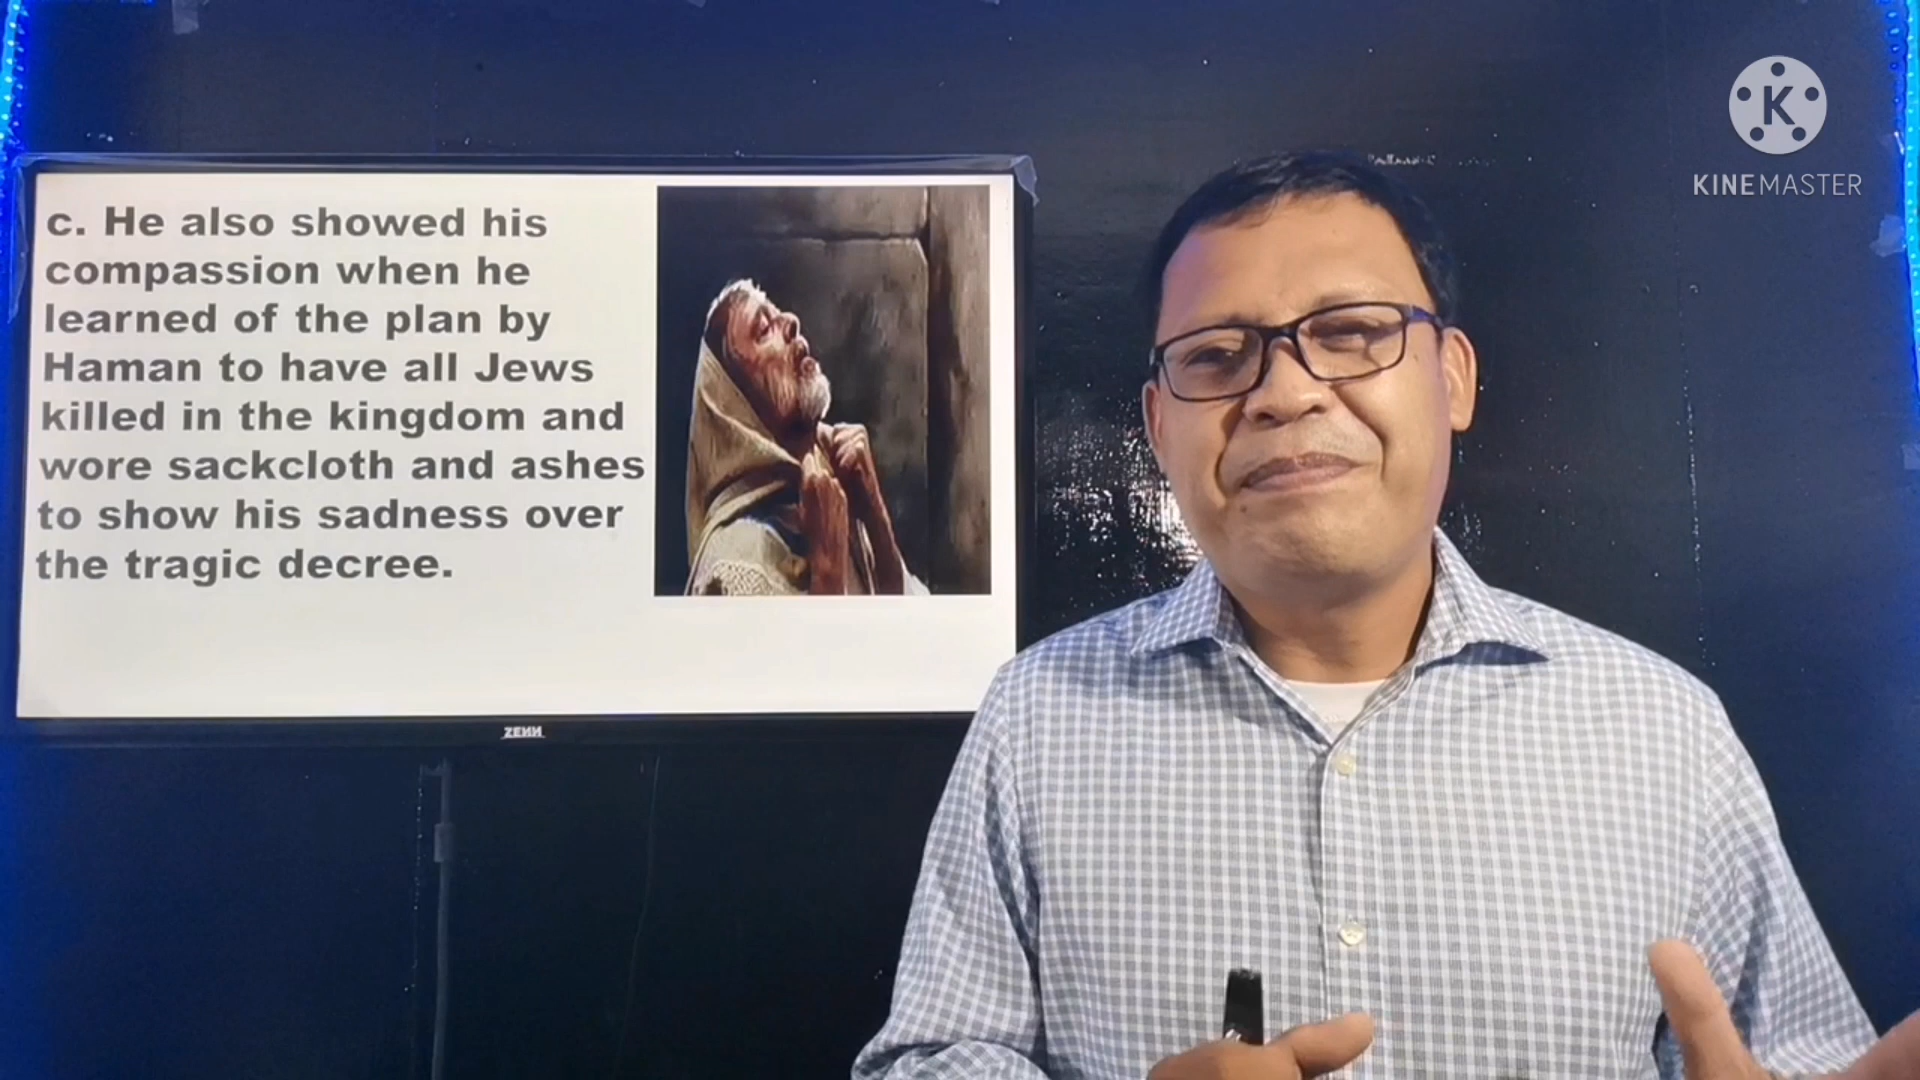 c. He also showed his
compassion when he
learned of the plan by
Haman to have all Jews
killed in the kingdom and
wore sackcloth and ashes
to show his sadness over
the tragic decree.
ZENN
K
KINEMASTER